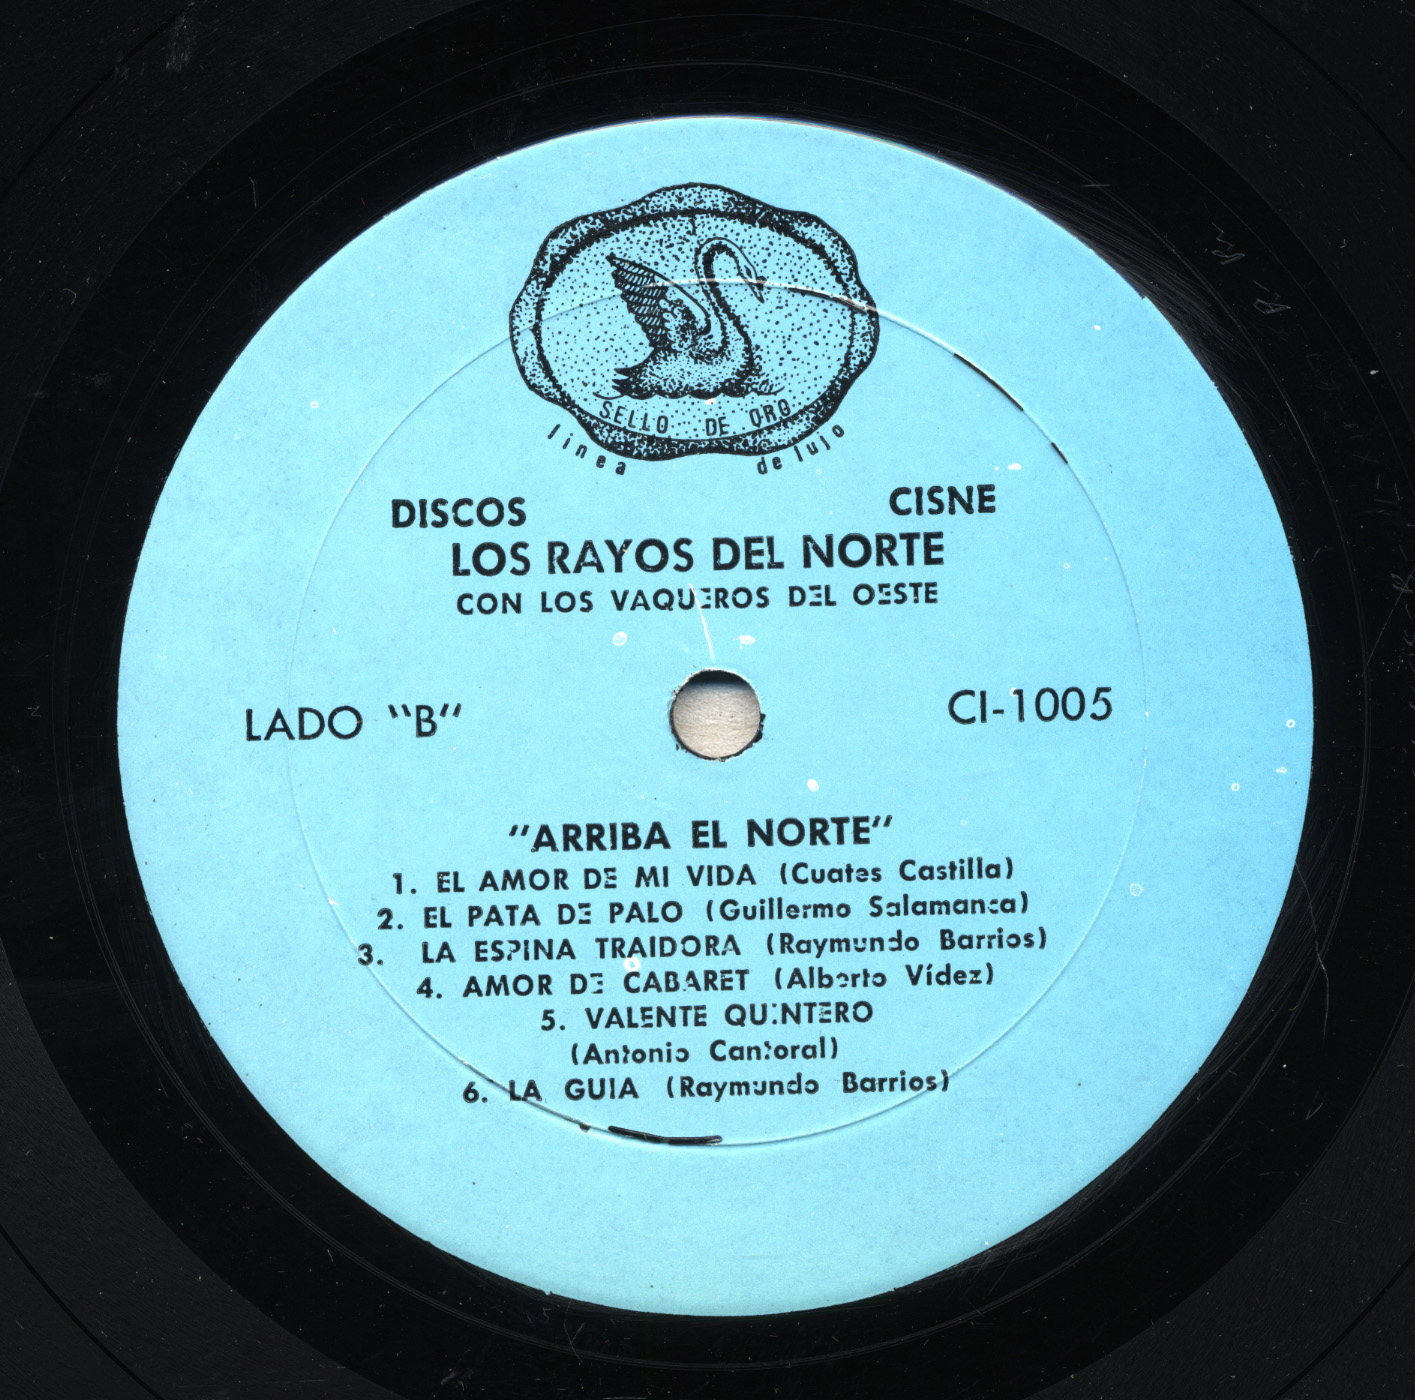 SELLO DE ORO
linea de lujo
DISCOS CISNE
LOS RAYOS DEL NORTE
CON LOS VAQUEROS DEL OESTE
LADO "B" CI-1005
"ARRIBA EL NORTE"
1. EL AMOR DE MI VIDA (Cuates Castilla)
2. EL PATA DE PALO (Guillermo Salamanca)
3. LA ESPINA TRAIDORA (Raymundo Barrios)
4. AMOR DE CABARET (Alberto Vídez)
5. VALENTE QUINTERO
(Antonio Cantoral)
6. LA GUIA (Raymundo Barrios)